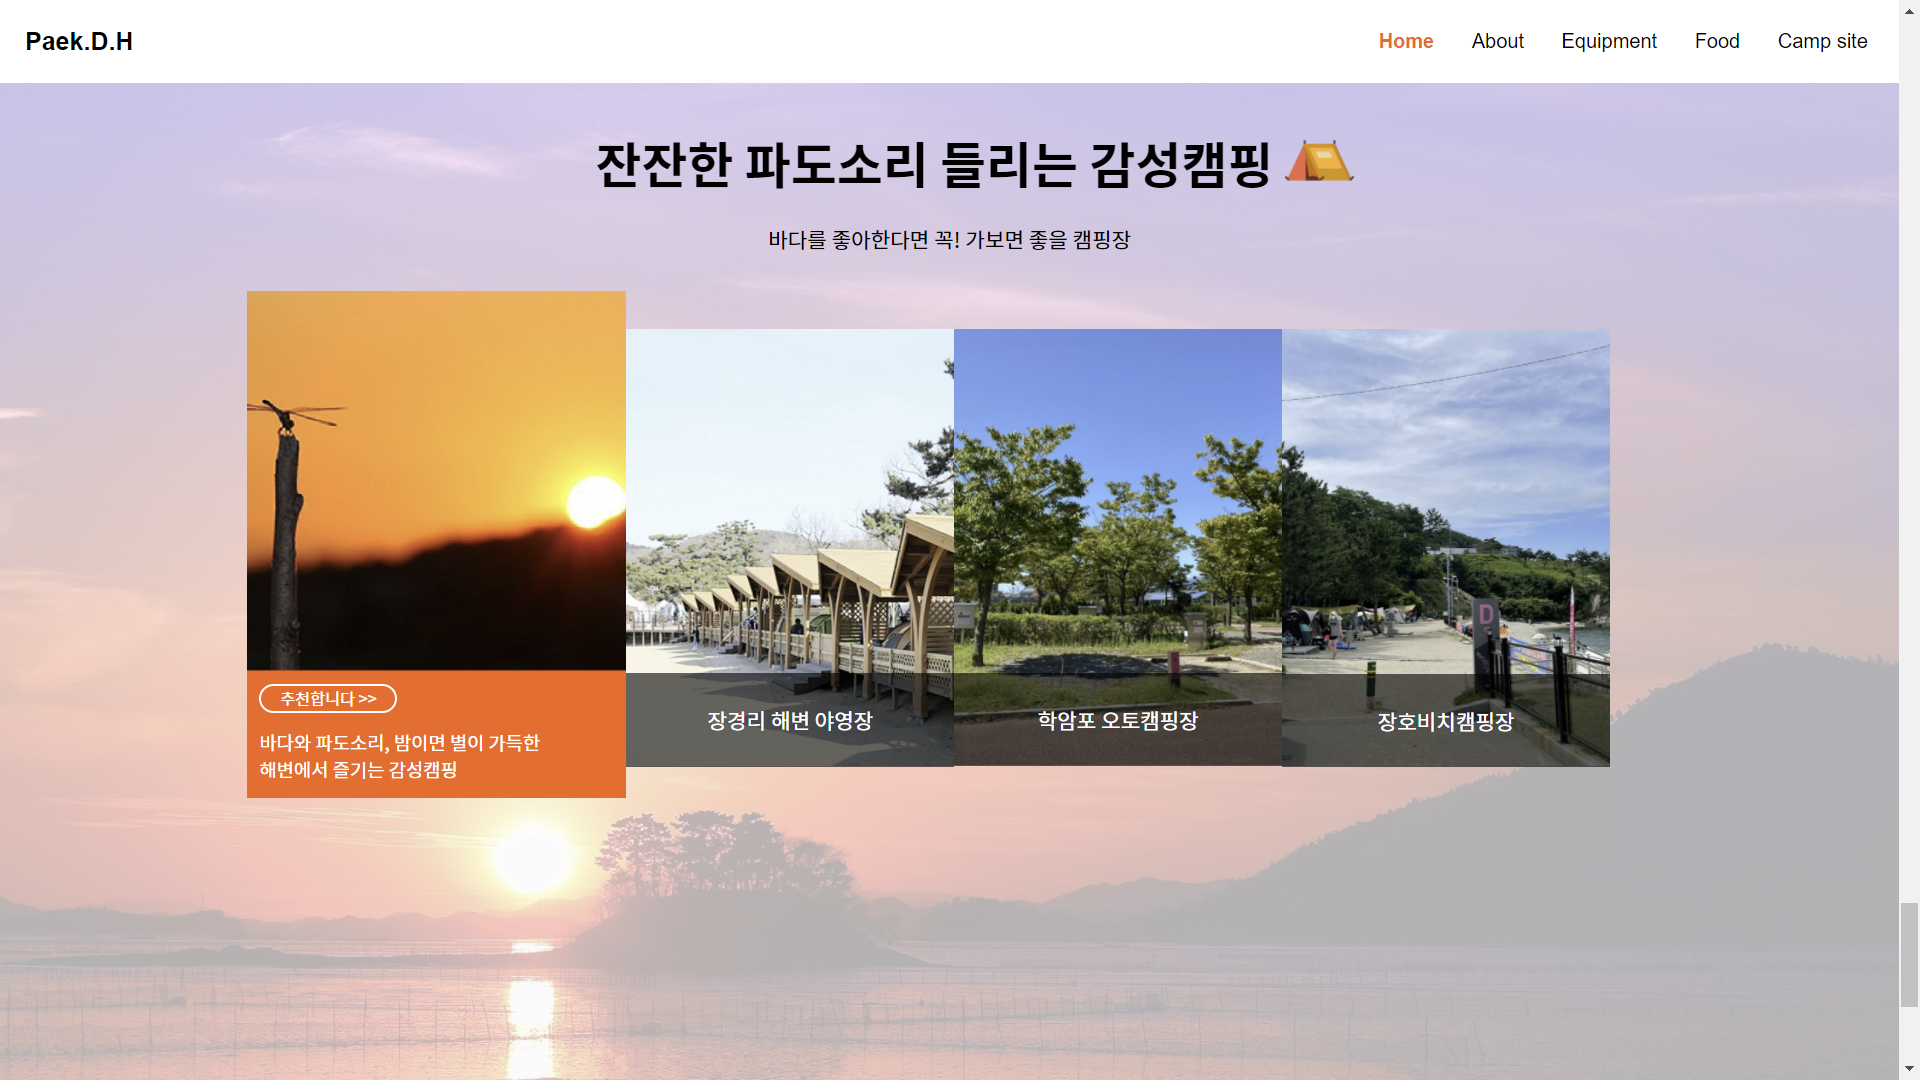 Paek.D.H
Home About Equipment Food Camp site
잔잔한 파도소리 들리는 감성캠핑
바다를 좋아한다면 꼭! 가보면 좋을 캠핑장
추천합니다 >>
바다와 파도소리, 밤이면 별이 가득한
해변에서 즐기는 감성캠핑
장경리 해변 야영장
학암포 오토캠핑장
D
장호비치캠핑장